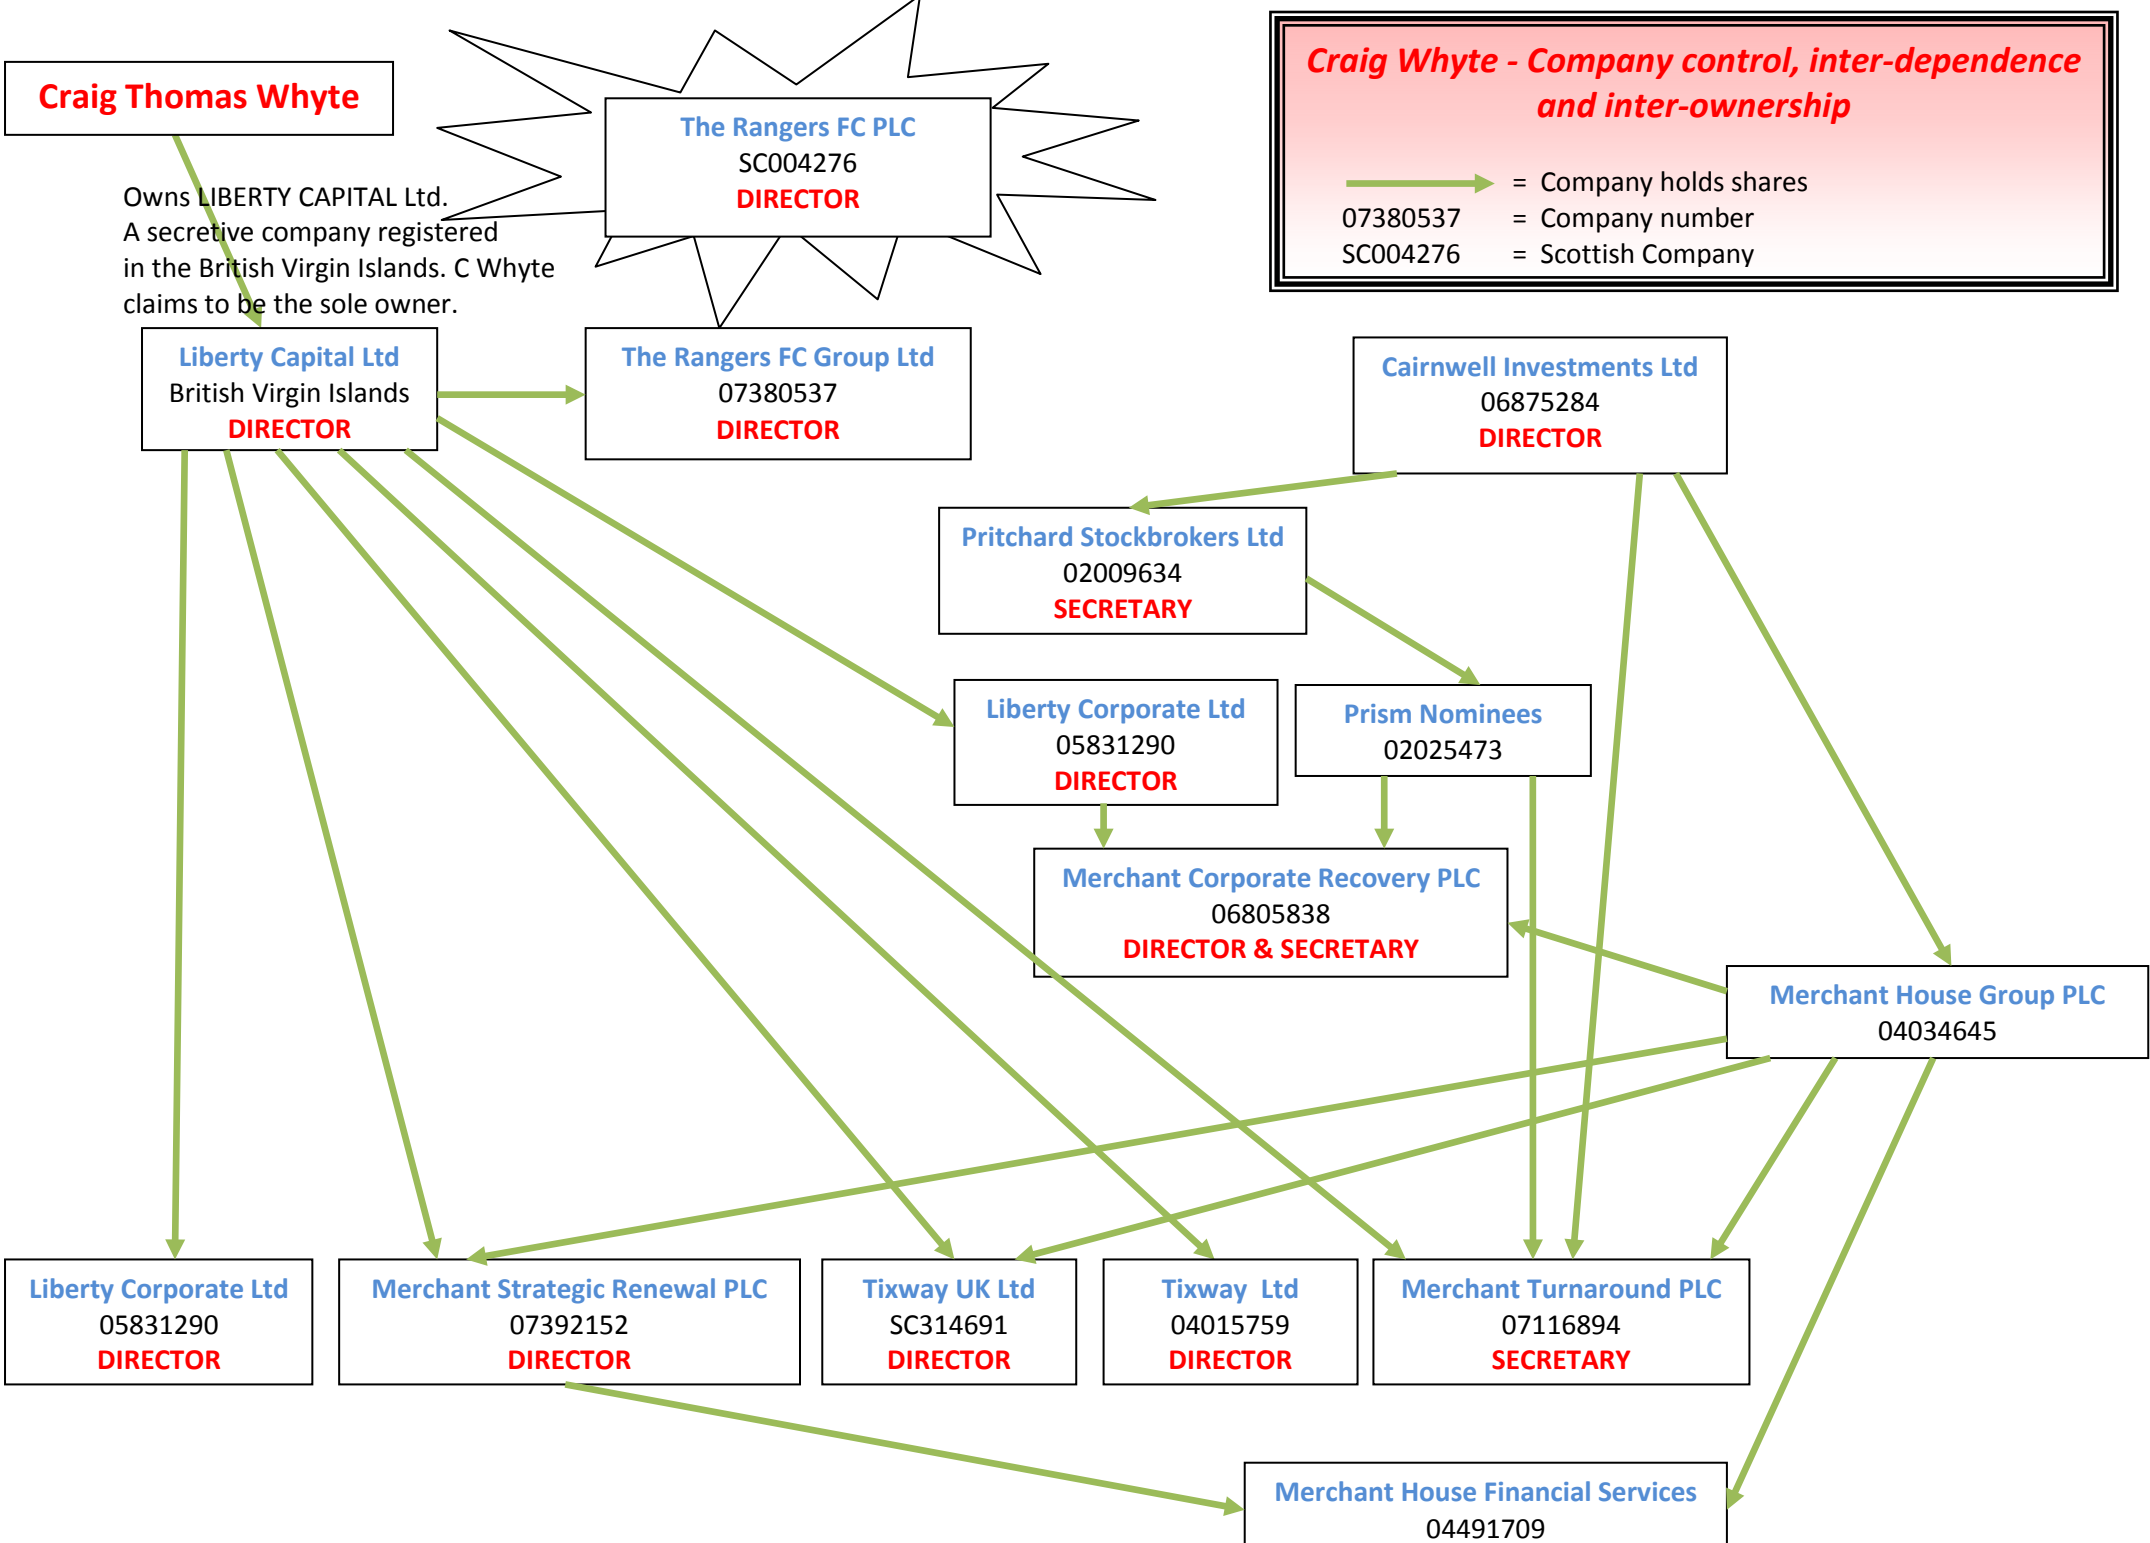 Craig Thomas Whyte
The Rangers FC PLC
SC004276
DIRECTOR
Craig Whyte - Company control, inter-dependence
and inter-ownership
= Company holds shares
07380537 = Company number
SC004276 = Scottish Company
Owns LIBERTY CAPITAL Ltd.
A secretive company registered
in the British Virgin Islands. C Whyte
claims to be the sole owner.
Liberty Capital Ltd
British Virgin Islands
DIRECTOR
The Rangers FC Group Ltd
07380537
DIRECTOR
Cairnwell Investments Ltd
06875284
DIRECTOR
Pritchard Stockbrokers Ltd
02009634
SECRETARY
Liberty Corporate Ltd
05831290
DIRECTOR
Prism Nominees
02025473
Merchant Corporate Recovery PLC
06805838
DIRECTOR & SECRETARY
Merchant House Group PLC
04034645
Liberty Corporate Ltd
05831290
DIRECTOR
Merchant Strategic Renewal PLC
07392152
DIRECTOR
Tixway UK Ltd
SC314691
DIRECTOR
Tixway Ltd
04015759
DIRECTOR
Merchant Turnaround PLC
07116894
SECRETARY
Merchant House Financial Services
04491709